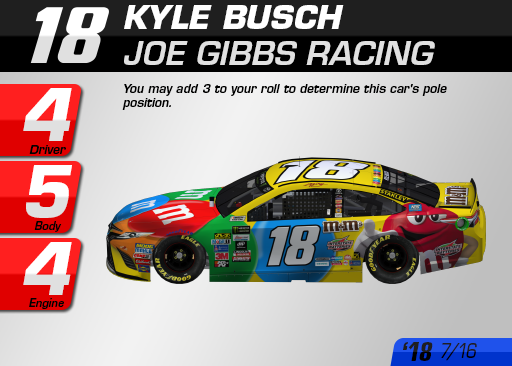 18 KYLE BUSCH
JOE GIBBS RACING
You may add 3 to your roll to determine this car's pole
position.
4
Driver
5
Body
4
Engine
18
STANLEY
m
m
18
m&m's
m
GOODYEAR
EAGLE
GOODYEAR
EAGLE
3M
'18 7/16